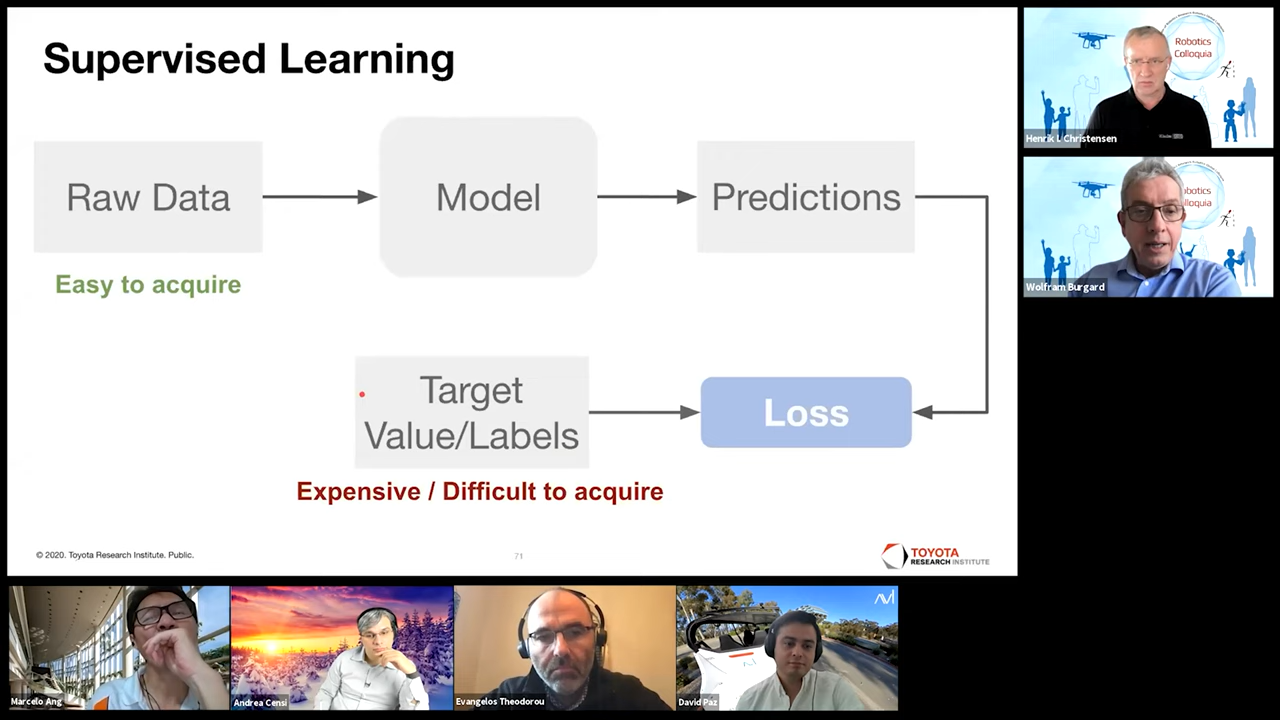 Supervised Learning
Raw Data
Model
Predictions
Easy to acquire
Target
Value/Labels
Loss
Expensive / Difficult to acquire
© 2020. Toyota Research Institute. Public.
71
TOYOTA
RESEARCH INSTITUTE
Robotics
Colloquia
Henrik I. Christensen
Robotics
Colloquia
Wolfram Burgard
Marcelo Ang
Andrea Censi
Evangelos Theodorou
David Paz